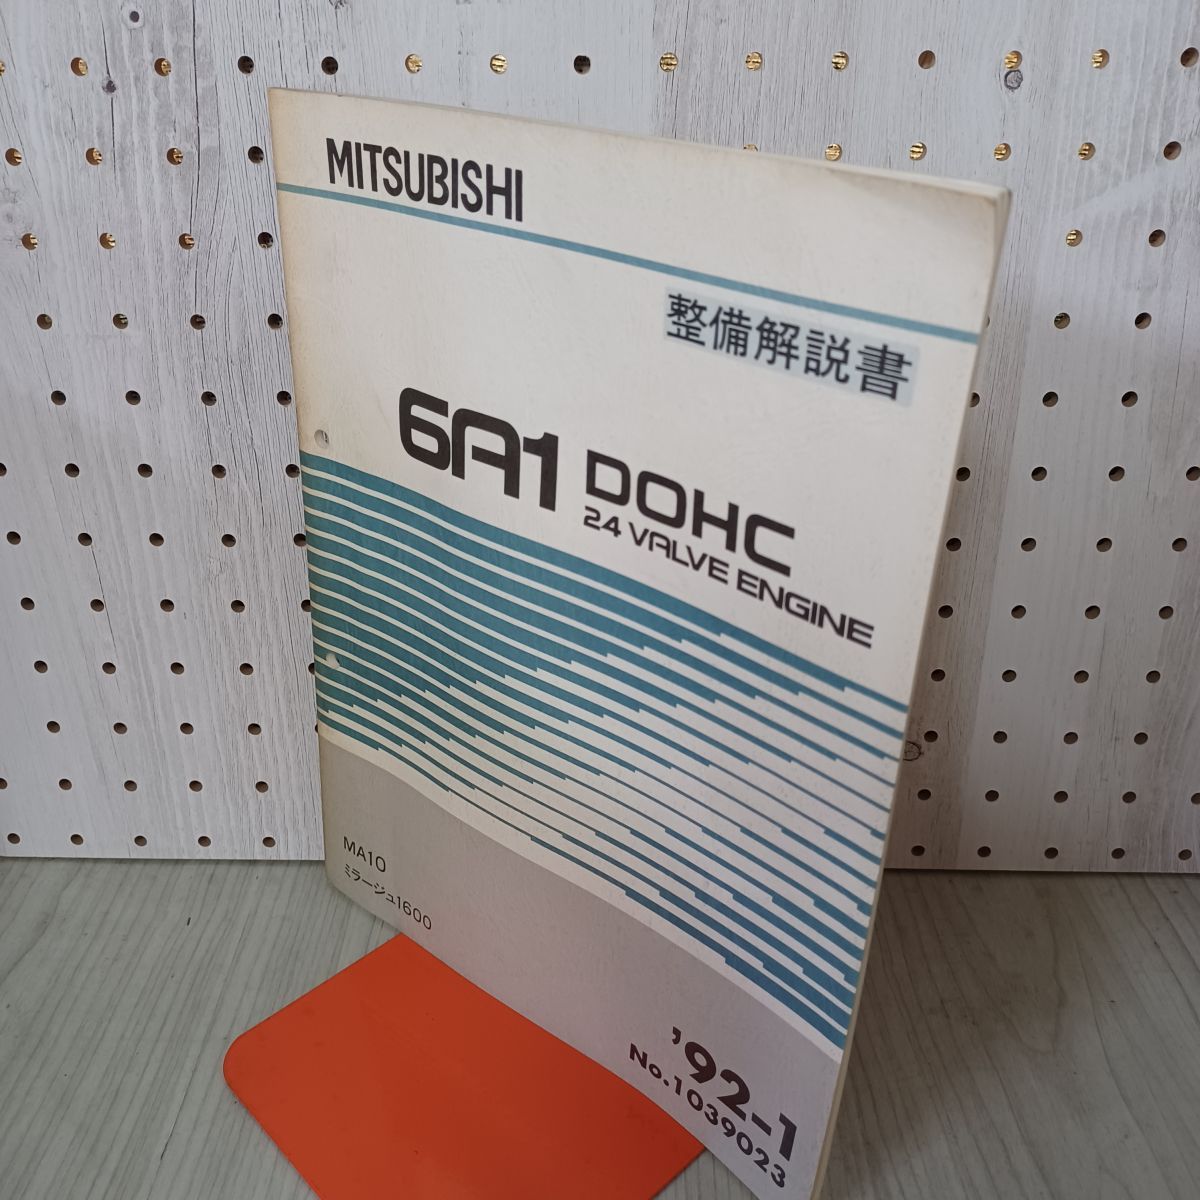 MITSUBISHI
整備解説書
6A1 DOHC
24 VALVE ENGINE
MA10
ミラージュ1600
'92-1
No.1039023